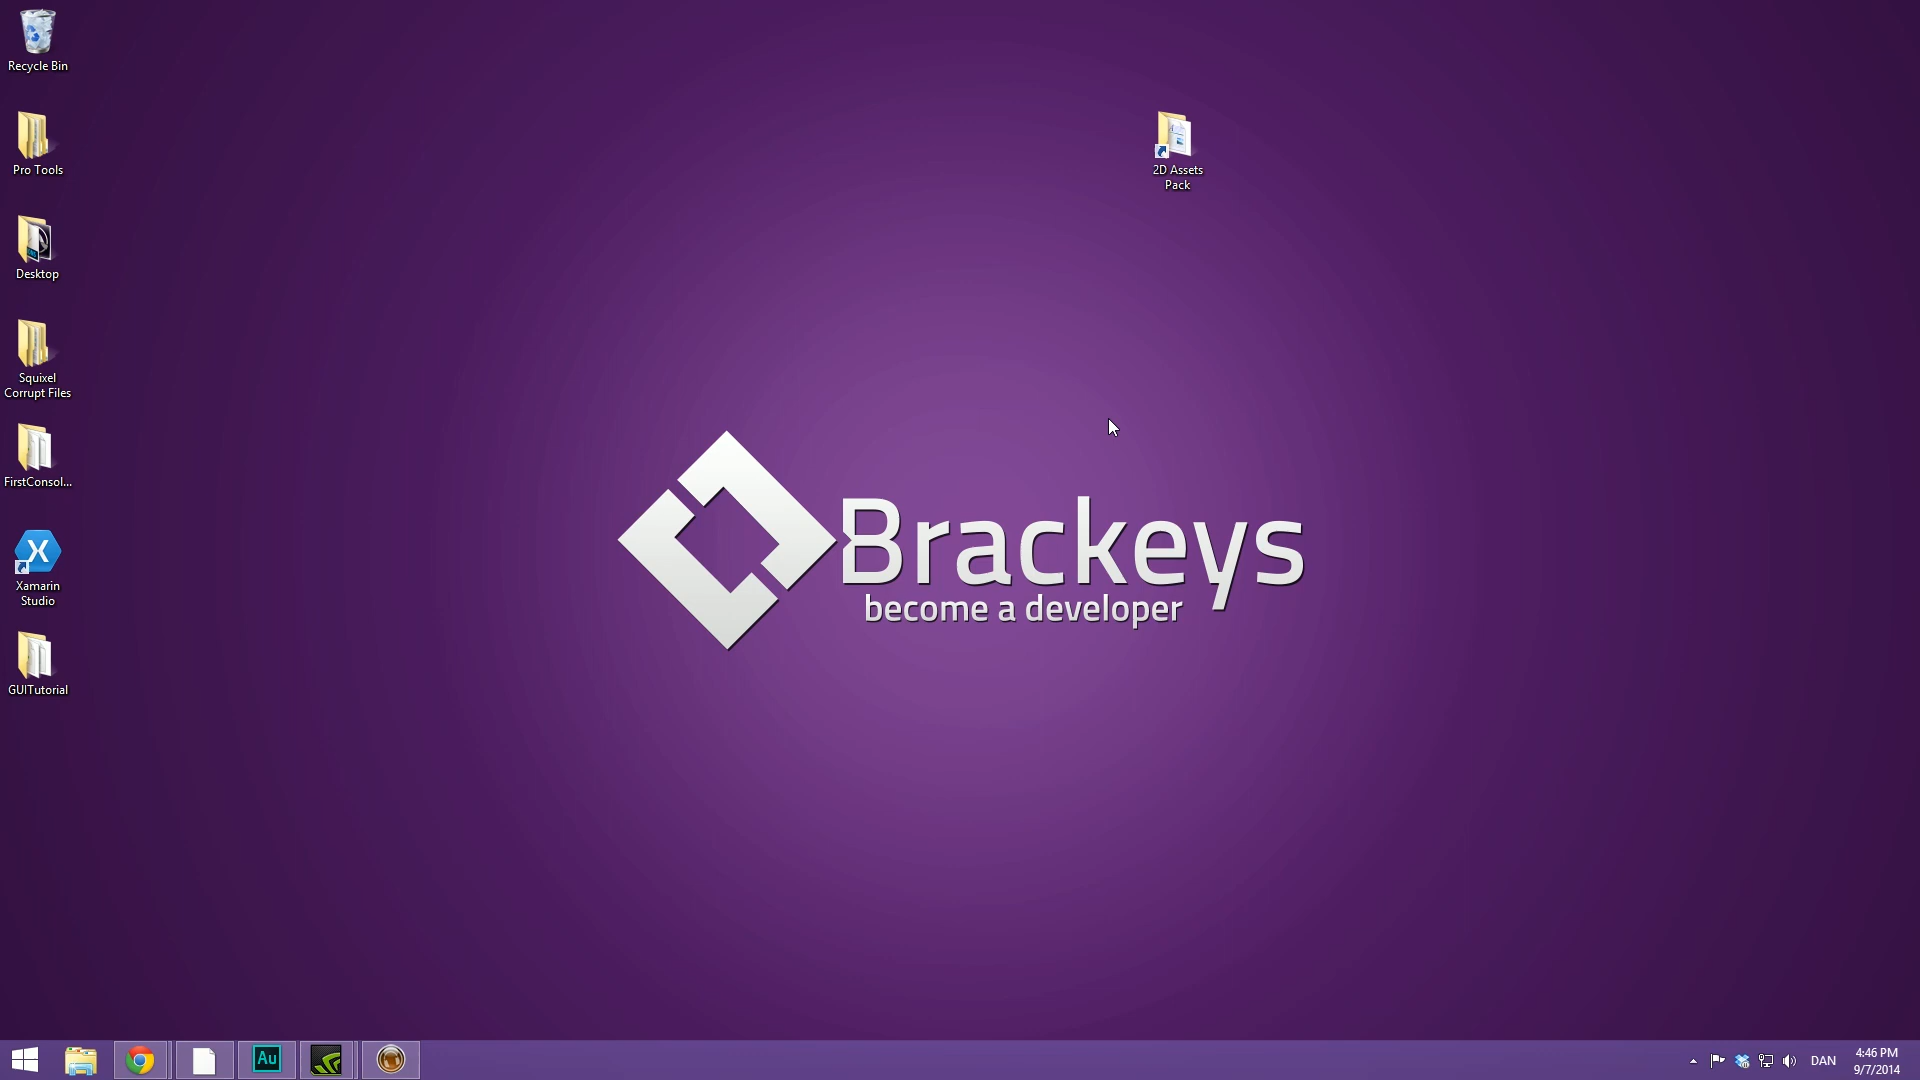 Recycle Bin
Pro Tools
Desktop
Squixel
Corrupt Files
FirstConsol...
Xamarin
Studio
GUITutorial
2D Assets
Pack
Brackeys
become a developer
Au
DAN
4:46 PM
9/7/2014